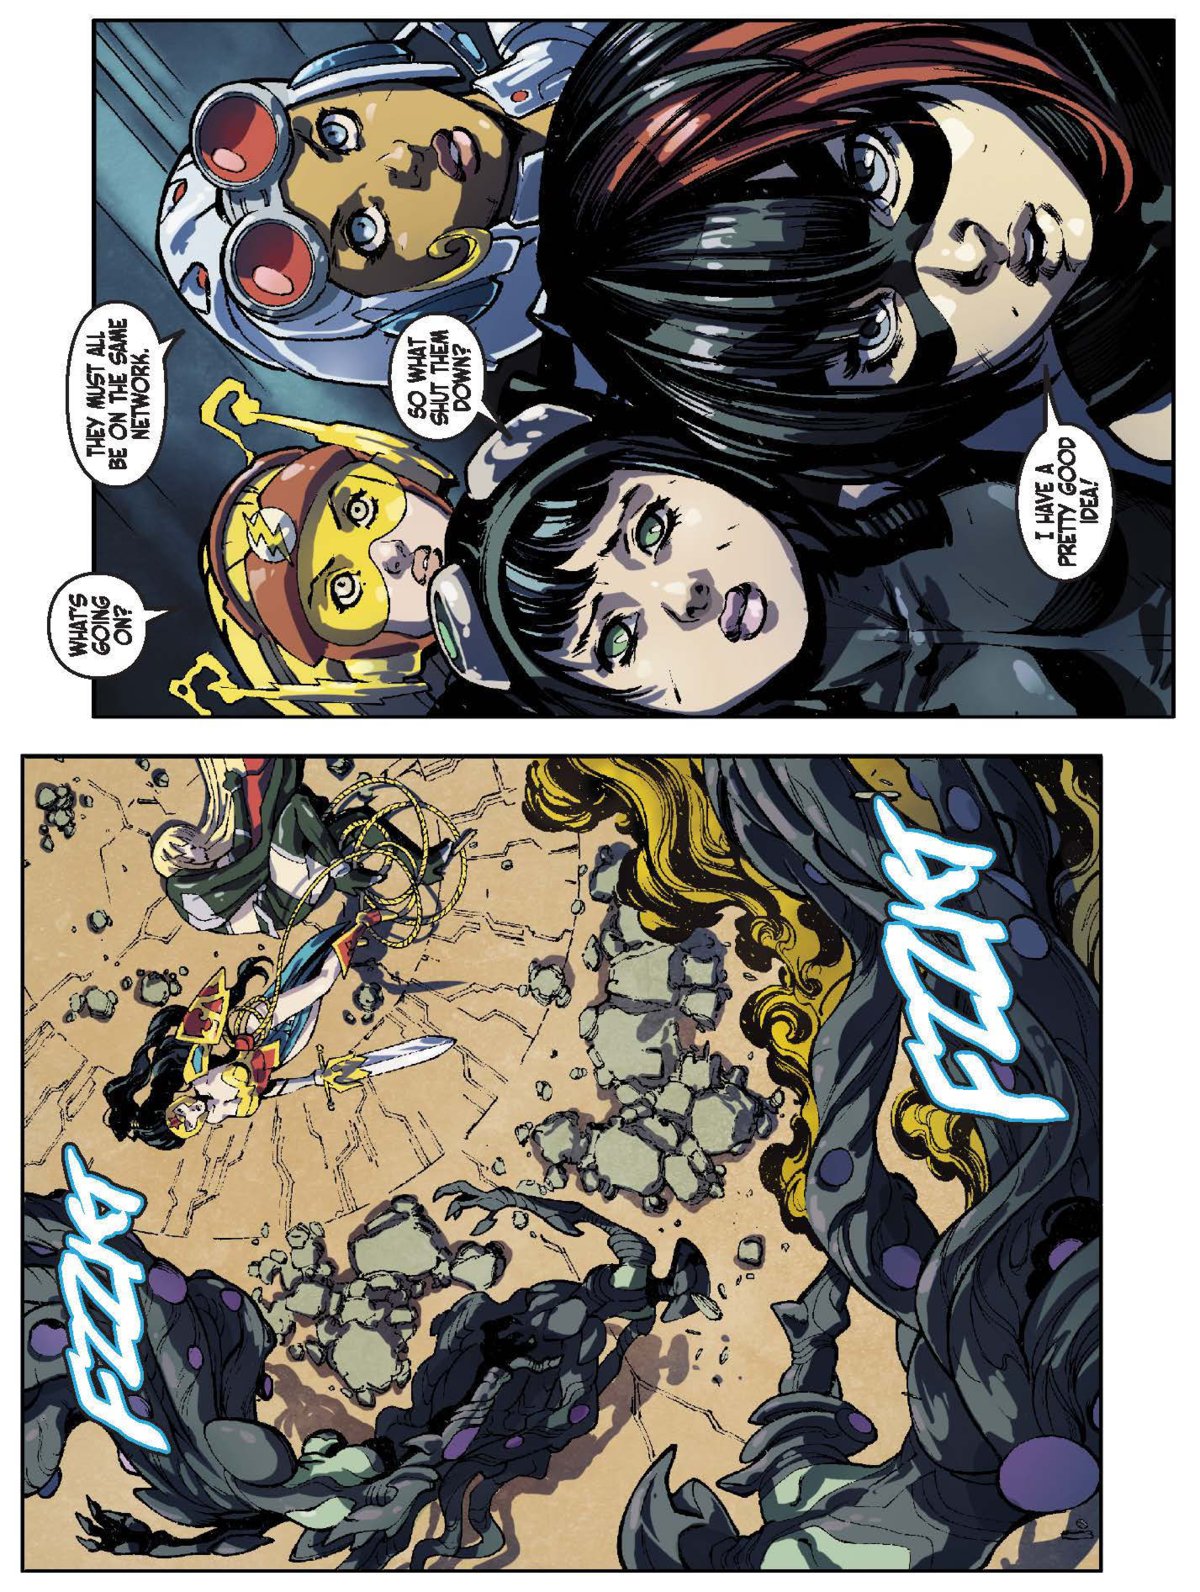 FZZKT
FZZKT
WHAT'S
GOING
ON?
THEY MUST ALL
BE ON THE SAME
NETWORK.
SO WHAT
SHUT THEM
DOWN?
I HAVE A
PRETTY GOOD
IDEA!